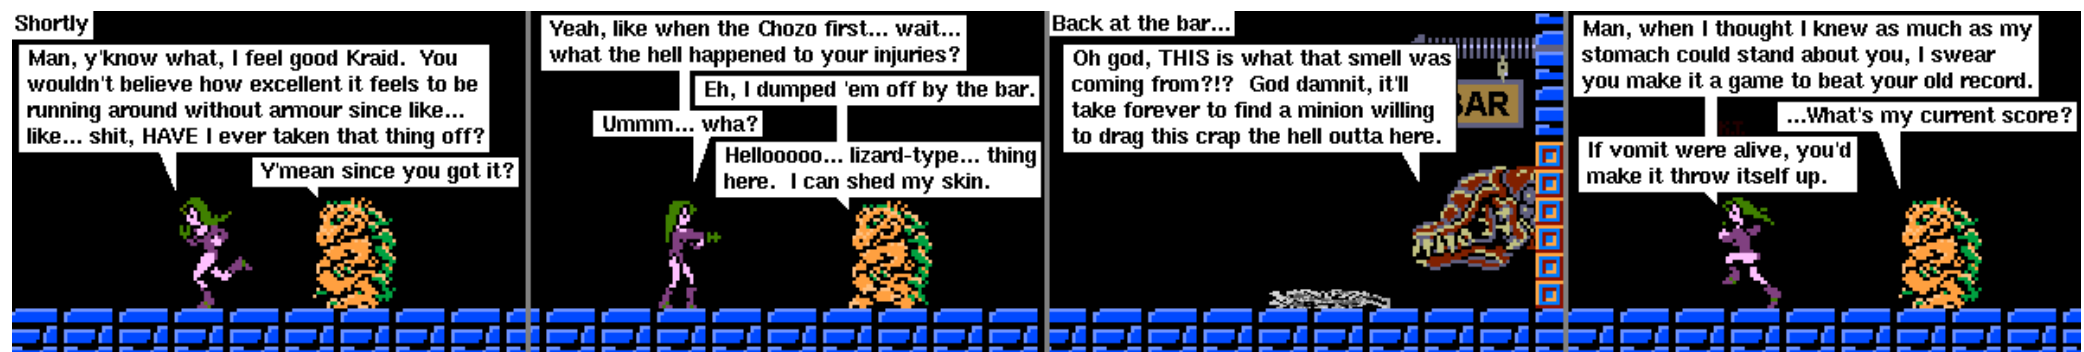 Shortly
Man, y'know what, I feel good Kraid.  You
wouldn't believe how excellent it feels to be
running around without armour since like...
like... shit, HAVE I ever taken that thing off?
Y'mean since you got it?
Yeah, like when the Chozo first... wait...
what the hell happened to your injuries?
Eh, I dumped 'em off by the bar.
Ummm... wha?
Hellooooo... lizard-type... thing
here.  I can shed my skin.
Back at the bar...
Oh god, THIS is what that smell was
coming from?!?  God damnit, it'll
take forever to find a minion willing
to drag this crap the hell outta here.
BAR
Man, when I thought I knew as much as my
stomach could stand about you, I swear
you make it a game to beat your old record.
...What's my current score?
If vomit were alive, you'd
make it throw itself up.